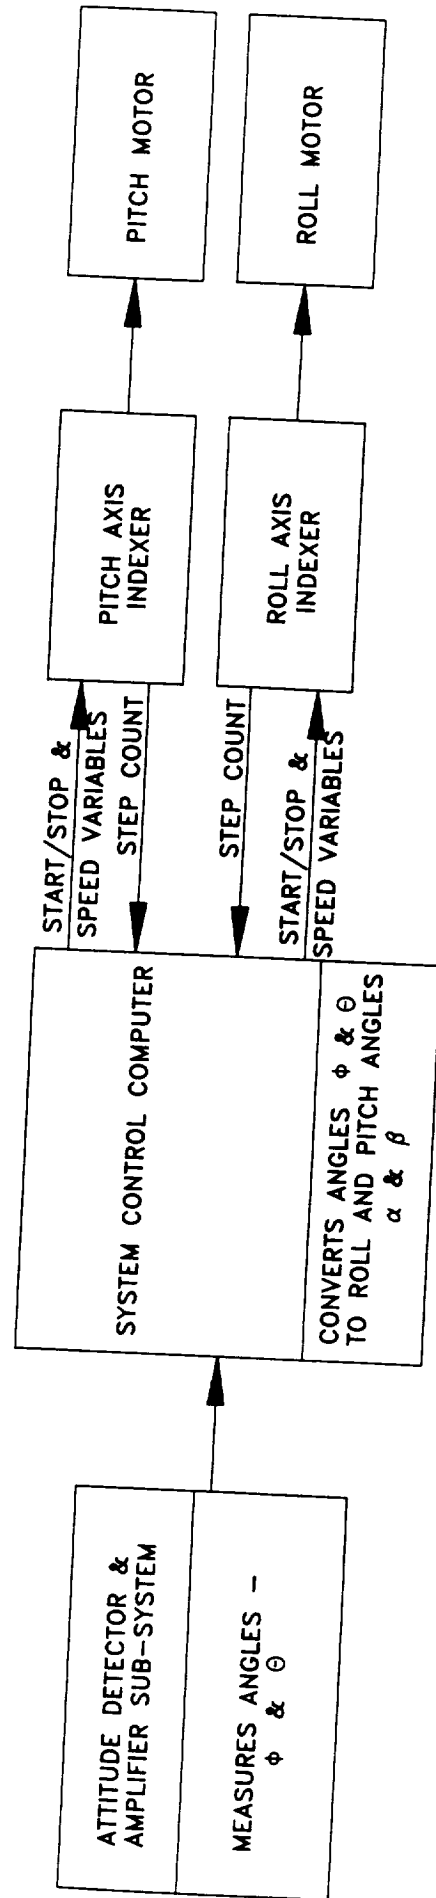 ATTITUDE DETECTOR &
AMPLIFIER SUB-SYSTEM
MEASURES ANGLES –
ϕ & Θ
SYSTEM CONTROL COMPUTER
CONVERTS ANGLES ϕ & Θ
TO ROLL AND PITCH ANGLES
α & β
START/STOP &
SPEED VARIABLES
STEP COUNT
STEP COUNT
START/STOP &
SPEED VARIABLES
PITCH AXIS
INDEXER
ROLL AXIS
INDEXER
PITCH MOTOR
ROLL MOTOR